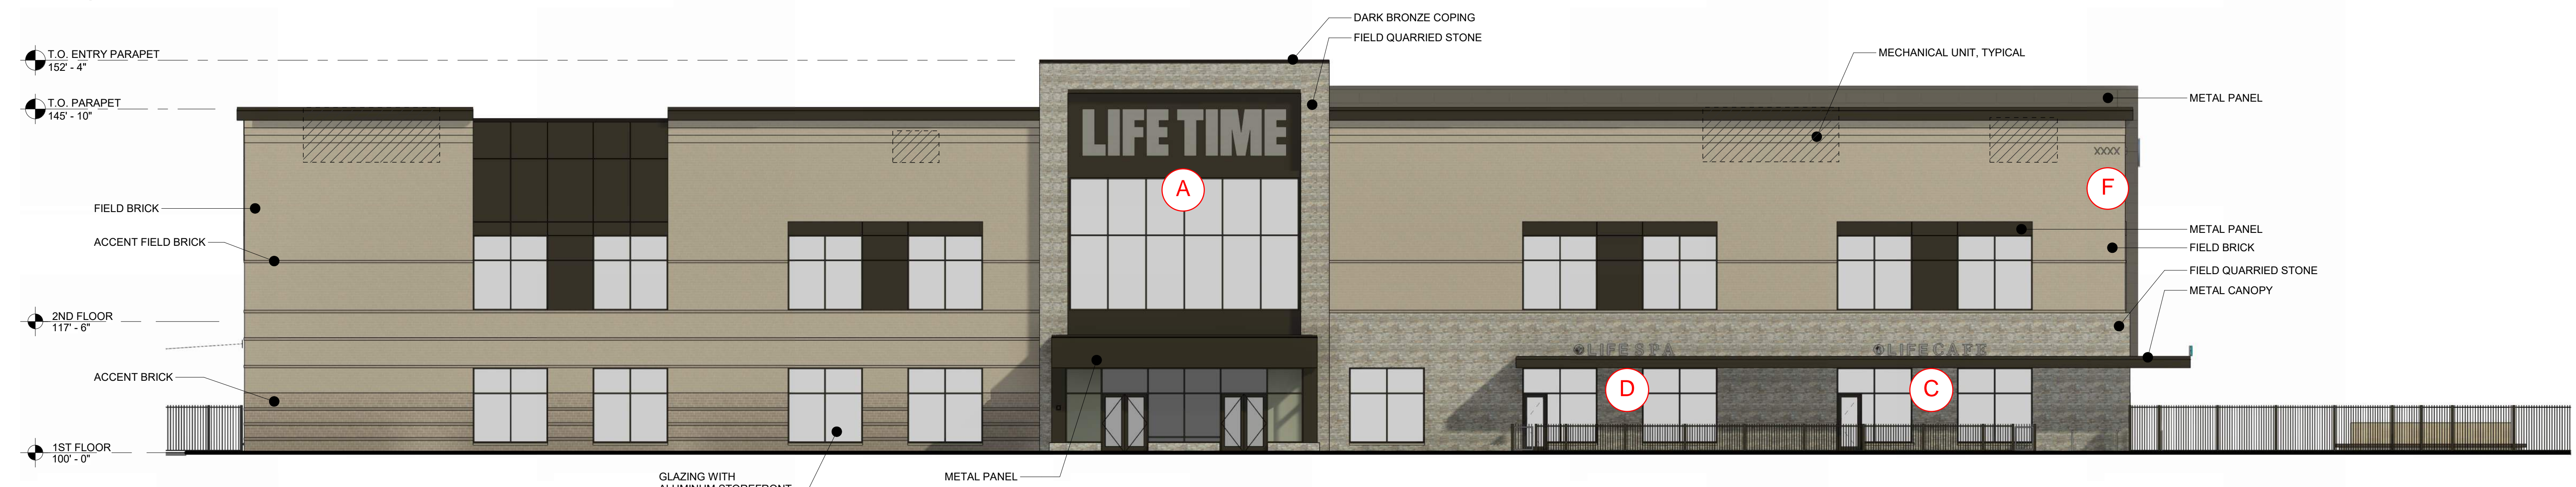 DARK BRONZE COPING
FIELD QUARRIED STONE
MECHANICAL UNIT, TYPICAL
T.O. ENTRY PARAPET
152' - 4"
T.O. PARAPET
145' - 10"
METAL PANEL
LIFE TIME
XXXX
A
F
FIELD BRICK
ACCENT FIELD BRICK
METAL PANEL
FIELD BRICK
FIELD QUARRIED STONE
METAL CANOPY
2ND FLOOR
117' - 6"
LIFE SPA
LIFE CAFE
ACCENT BRICK
D
C
1ST FLOOR
100' - 0"
GLAZING WITH
ALUMINUM STOREFRONT
METAL PANEL